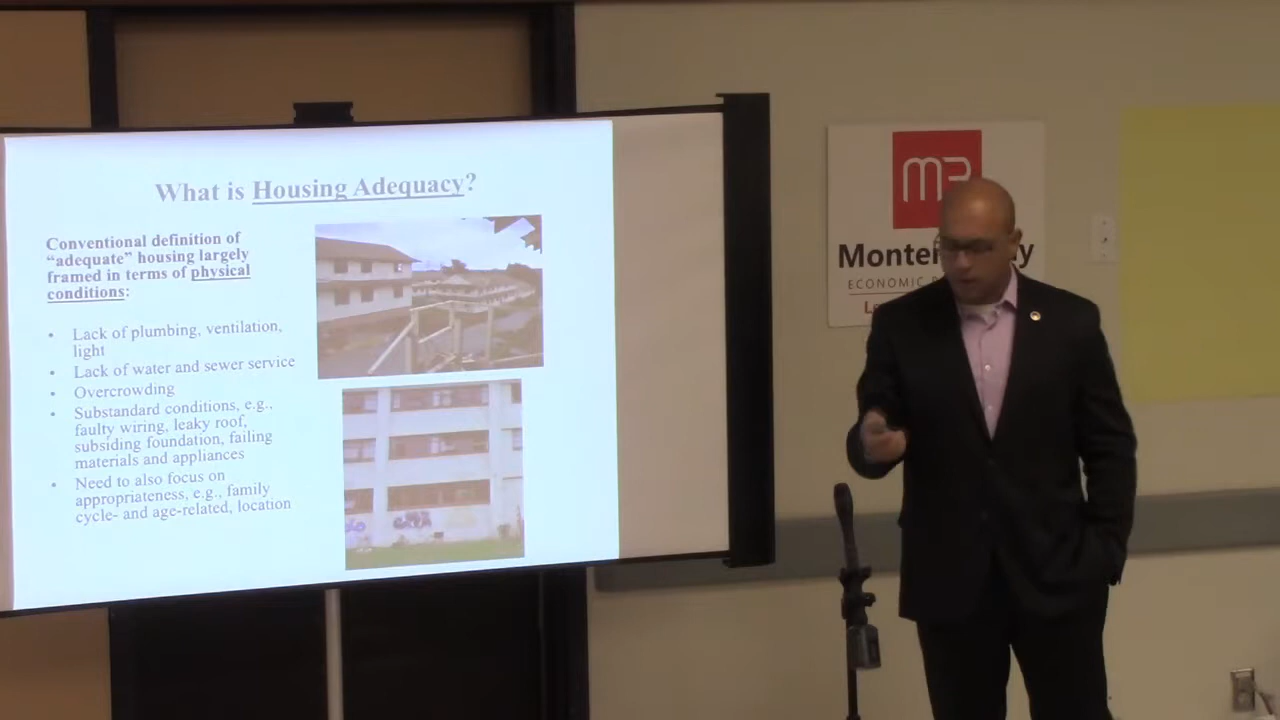 What is Housing Adequacy?
Conventional definition of
“adequate” housing largely
framed in terms of physical
conditions:
• Lack of plumbing, ventilation,
light
• Lack of water and sewer service
• Overcrowding
• Substandard conditions, e.g.,
faulty wiring, leaky roof,
subsiding foundation, failing
materials and appliances
• Need to also focus on
appropriateness, e.g., family
cycle- and age-related, location
Monte
y
ECONOMIC